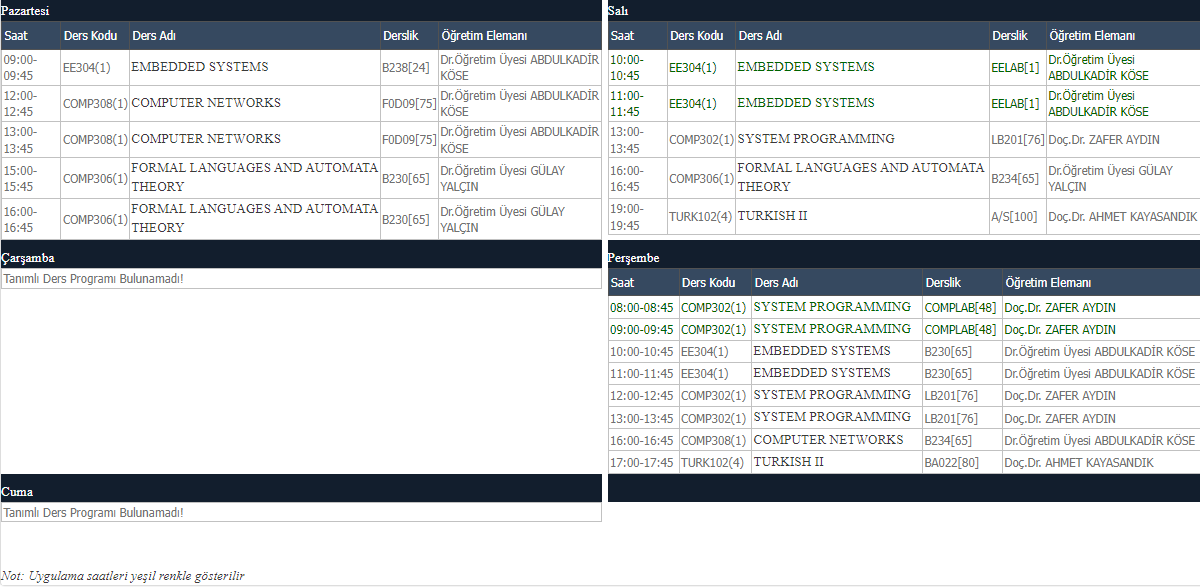 Pazartesi
Saat Ders Kodu Ders Adı Derslik Öğretim Elemanı
09:00-09:45 EE304(1) EMBEDDED SYSTEMS B238[24] Dr.Öğretim Üyesi ABDULKADİR KÖSE
12:00-12:45 COMP308(1) COMPUTER NETWORKS F0D09[75] Dr.Öğretim Üyesi ABDULKADİR KÖSE
13:00-13:45 COMP308(1) COMPUTER NETWORKS F0D09[75] Dr.Öğretim Üyesi ABDULKADİR KÖSE
15:00-15:45 COMP306(1) FORMAL LANGUAGES AND AUTOMATA THEORY B230[65] Dr.Öğretim Üyesi GÜLAY YALÇIN
16:00-16:45 COMP306(1) FORMAL LANGUAGES AND AUTOMATA THEORY B230[65] Dr.Öğretim Üyesi GÜLAY YALÇIN
Salı
Saat Ders Kodu Ders Adı Derslik Öğretim Elemanı
10:00-10:45 EE304(1) EMBEDDED SYSTEMS EELAB[1] Dr.Öğretim Üyesi ABDULKADİR KÖSE
11:00-11:45 EE304(1) EMBEDDED SYSTEMS EELAB[1] Dr.Öğretim Üyesi ABDULKADİR KÖSE
13:00-13:45 COMP302(1) SYSTEM PROGRAMMING LB201[76] Doç.Dr. ZAFER AYDIN
16:00-16:45 COMP306(1) FORMAL LANGUAGES AND AUTOMATA THEORY B234[65] Dr.Öğretim Üyesi GÜLAY YALÇIN
19:00-19:45 TURK102(4) TURKISH II A/S[100] Doç.Dr. AHMET KAYASANDIK
Çarşamba
Tanımlı Ders Programı Bulunamadı!
Perşembe
Saat Ders Kodu Ders Adı Derslik Öğretim Elemanı
08:00-08:45 COMP302(1) SYSTEM PROGRAMMING COMPLAB[48] Doç.Dr. ZAFER AYDIN
09:00-09:45 COMP302(1) SYSTEM PROGRAMMING COMPLAB[48] Doç.Dr. ZAFER AYDIN
10:00-10:45 EE304(1) EMBEDDED SYSTEMS B230[65] Dr.Öğretim Üyesi ABDULKADİR KÖSE
11:00-11:45 EE304(1) EMBEDDED SYSTEMS B230[65] Dr.Öğretim Üyesi ABDULKADİR KÖSE
12:00-12:45 COMP302(1) SYSTEM PROGRAMMING LB201[76] Doç.Dr. ZAFER AYDIN
13:00-13:45 COMP302(1) SYSTEM PROGRAMMING LB201[76] Doç.Dr. ZAFER AYDIN
16:00-16:45 COMP308(1) COMPUTER NETWORKS B234[65] Dr.Öğretim Üyesi ABDULKADİR KÖSE
17:00-17:45 TURK102(4) TURKISH II BA022[80] Doç.Dr. AHMET KAYASANDIK
Cuma
Tanımlı Ders Programı Bulunamadı!
Not: Uygulama saatleri yeşil renkle gösterilir